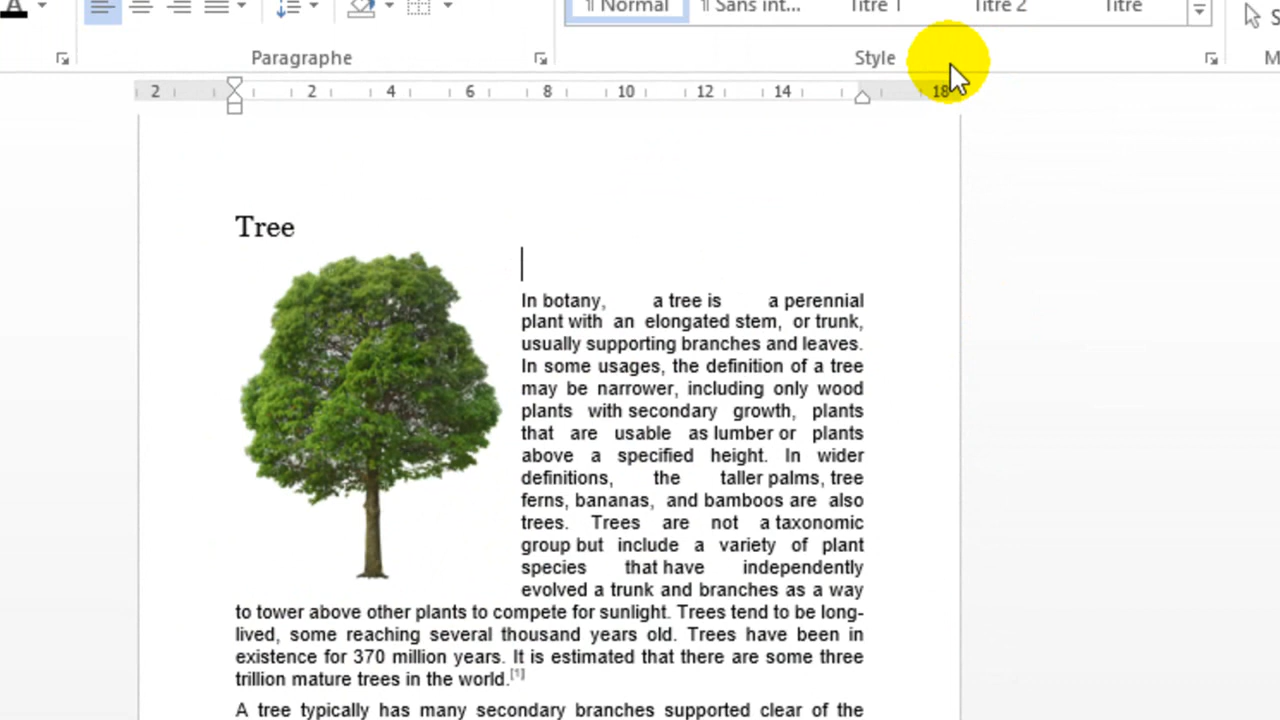 A
¶ Normal ¶ Sans int... Titre 1 Titre 2 Titre
Paragraphe Style
2 2 4 6 8 10 12 14 18
Tree
In botany, a tree is a perennial
plant with an elongated stem, or trunk,
usually supporting branches and leaves.
In some usages, the definition of a tree
may be narrower, including only wood
plants with secondary growth, plants
that are usable as lumber or plants
above a specified height. In wider
definitions, the taller palms, tree
ferns, bananas, and bamboos are also
trees. Trees are not a taxonomic
group but include a variety of plant
species that have independently
evolved a trunk and branches as a way
to tower above other plants to compete for sunlight. Trees tend to be long-
lived, some reaching several thousand years old. Trees have been in
existence for 370 million years. It is estimated that there are some three
trillion mature trees in the world.[1]
A tree typically has many secondary branches supported clear of the